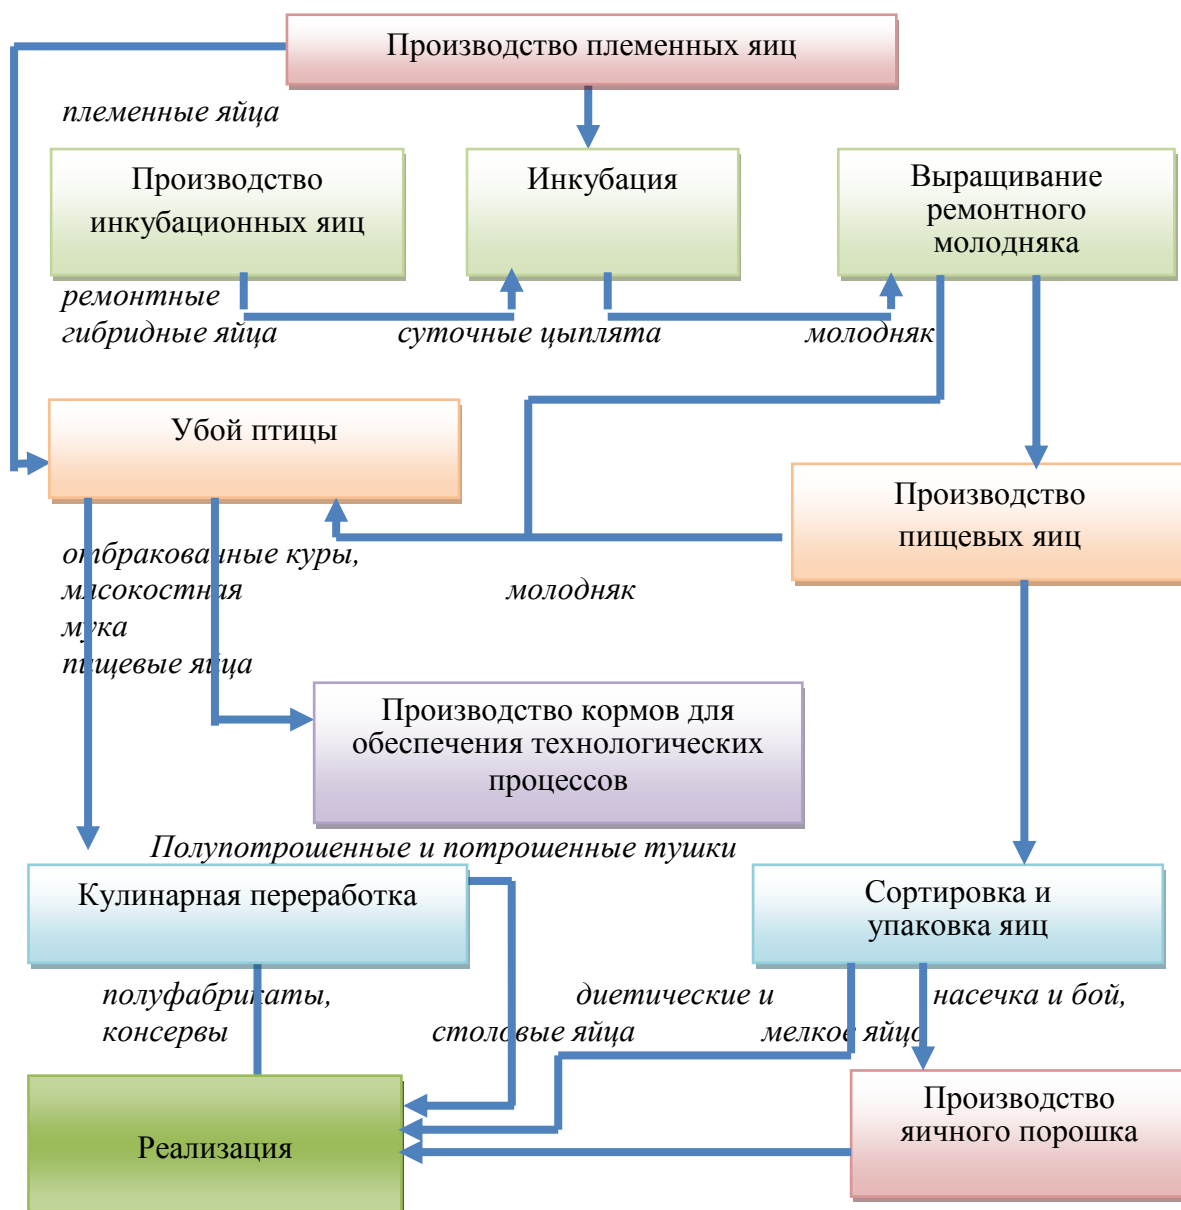 Производство племенных яиц
племенные яйца
Производство
инкубационных яиц
Инкубация
Выращивание
ремонтного
молодняка
ремонтные
гибридные яйца
суточные цыплята
молодняк
Убой птицы
Производство
пищевых яиц
отбракованные куры,
мясокостная
молодняк
мука
пищевые яйца
Производство кормов для
обеспечения технологических
процессов
Полупотрошенные и потрошенные тушки
Кулинарная переработка
Сортировка и
упаковка яиц
полуфабрикаты,
диетические и
насечка и бой,
консервы
столовые яйца
мелкое яйцо
Производство
яичного порошка
Реализация